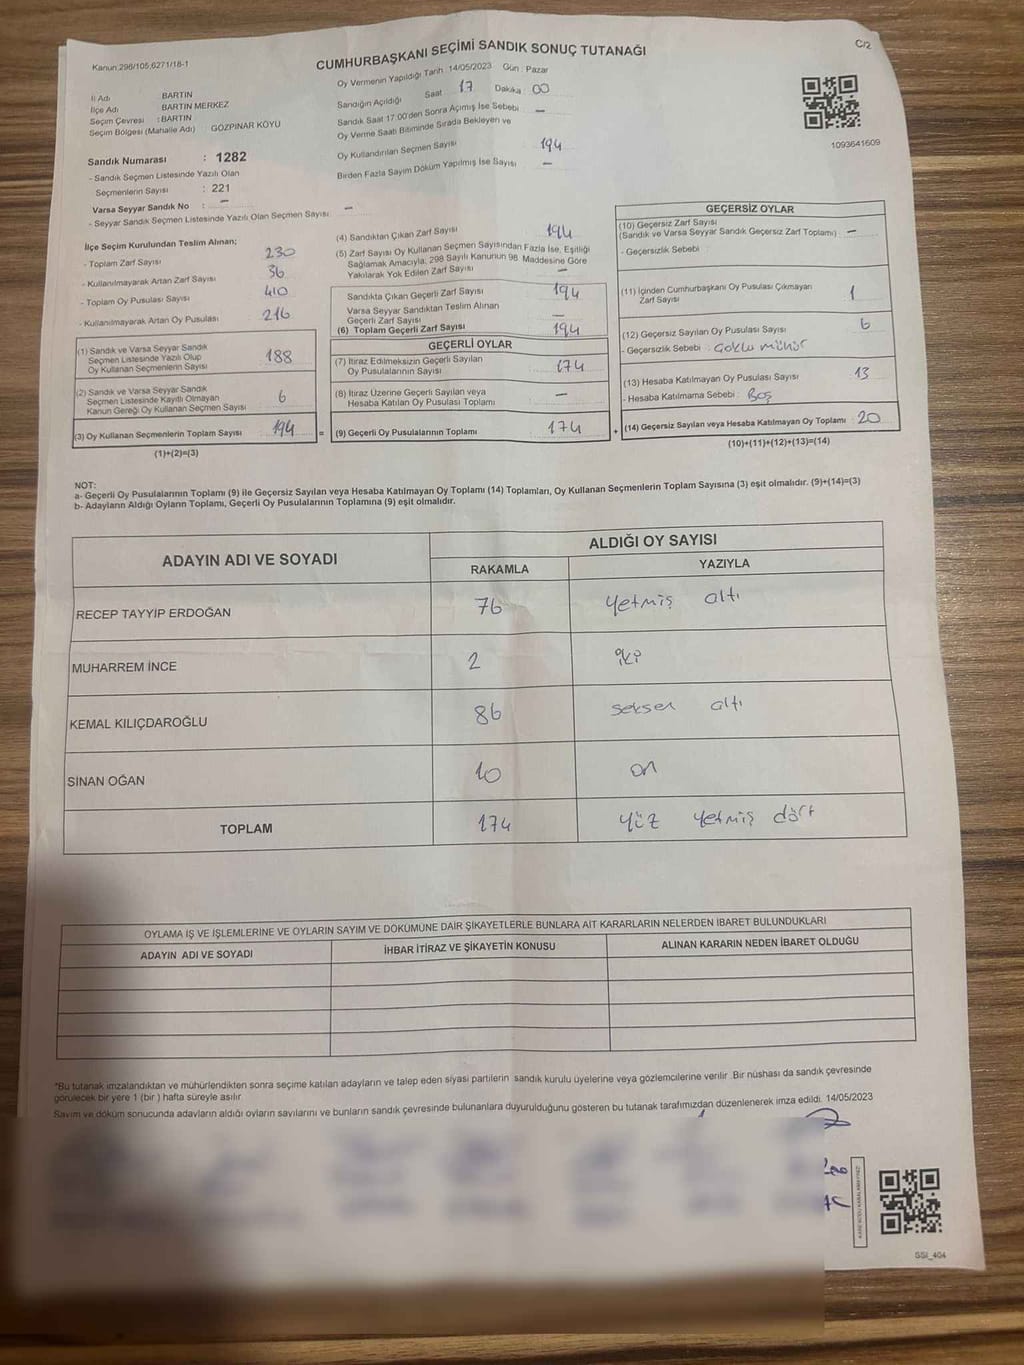 C/2
Kanun 298/105,6271/18-1
CUMHURBAŞKANI SEÇİMİ SANDIK SONUÇ TUTANAĞI
Oy Vermenin Yapıldığı Tarih 14/05/2023 Gün : Pazar
İl Adı BARTIN
İlçe Adı BARTIN MERKEZ
Seçim Çevresi : BARTIN
Seçim Bölgesi (Mahalle Adı) GÖZPINAR KÖYÜ
Sandığın Açıldığı Saat 17 Dakika 00
Sandık Saat 17:00'den Sonra Açılmış İse Sebebi —
Oy Verme Saati Bitiminde Sırada Bekleyen ve
Oy Kullandırılan Seçmen Sayısı 194
Birden Fazla Sayım Döküm Yapılmış İse Sayısı —
1093641609
Sandık Numarası : 1282
- Sandık Seçmen Listesinde Yazılı Olan
Seçmenlerin Sayısı : 221
Varsa Seyyar Sandık No : —
- Seyyar Sandık Seçmen Listesinde Yazılı Olan Seçmen Sayısı —
İlçe Seçim Kurulundan Teslim Alınan;
- Toplam Zarf Sayısı 230
- Kullanılmayarak Artan Zarf Sayısı 36
- Toplam Oy Pusulası Sayısı 410
- Kullanılmayarak Artan Oy Pusulası 216
(1) Sandık ve Varsa Seyyar Sandık
Seçmen Listesinde Yazılı Olup
Oy Kullanan Seçmenlerin Sayısı 188
(2) Sandık ve Varsa Seyyar Sandık
Seçmen Listesinde Kayıtlı Olmayan
Kanun Gereği Oy Kullanan Seçmen Sayısı 6
(3) Oy Kullanan Seçmenlerin Toplam Sayısı 194 =
(1)+(2)=(3)
(4) Sandıktan Çıkan Zarf Sayısı 194
(5) Zarf Sayısı Oy Kullanan Seçmen Sayısından Fazla İse, Eşitliği
Sağlamak Amacıyla; 298 Sayılı Kanunun 98. Maddesine Göre
Yakılarak Yok Edilen Zarf Sayısı —
Sandıkta Çıkan Geçerli Zarf Sayısı 194
Varsa Seyyar Sandıktan Teslim Alınan
Geçerli Zarf Sayısı —
(6) Toplam Geçerli Zarf Sayısı 194
GEÇERLİ OYLAR
(7) İtiraz Edilmeksizin Geçerli Sayılan
Oy Pusulalarının Sayısı 174
(8) İtiraz Üzerine Geçerli Sayılan veya
Hesaba Katılan Oy Pusulası Toplamı —
(9) Geçerli Oy Pusulalarının Toplamı 174 +
GEÇERSİZ OYLAR
(10) Geçersiz Zarf Sayısı
(Sandık ve Varsa Seyyar Sandık Geçersiz Zarf Toplamı) —
- Geçersizlik Sebebi :
(11) İçinden Cumhurbaşkanı Oy Pusulası Çıkmayan
Zarf Sayısı 1
(12) Geçersiz Sayılan Oy Pusulası Sayısı 6
- Geçersizlik Sebebi : Çoklu mühür
(13) Hesaba Katılmayan Oy Pusulası Sayısı 13
- Hesaba Katılmama Sebebi : Boş
(14) Geçersiz Sayılan veya Hesaba Katılmayan Oy Toplamı : 20
(10)+(11)+(12)+(13)=(14)
NOT:
a- Geçerli Oy Pusulalarının Toplamı (9) ile Geçersiz Sayılan veya Hesaba Katılmayan Oy Toplamı (14) Toplamları, Oy Kullanan Seçmenlerin Toplam Sayısına (3) eşit olmalıdır. (9)+(14)=(3)
b- Adayların Aldığı Oyların Toplamı, Geçerli Oy Pusulalarının Toplamına (9) eşit olmalıdır.
ADAYIN ADI VE SOYADI ALDIĞI OY SAYISI
RAKAMLA YAZIYLA
RECEP TAYYİP ERDOĞAN 76 yetmiş altı
MUHARREM İNCE 2 iki
KEMAL KILIÇDAROĞLU 86 seksen altı
SİNAN OĞAN 10 on
TOPLAM 174 yüz yetmiş dört
OYLAMA İŞ VE İŞLEMLERİNE VE OYLARIN SAYIM VE DÖKÜMÜNE DAİR ŞİKAYETLERLE BUNLARA AİT KARARLARIN NELERDEN İBARET BULUNDUKLARI
ADAYIN ADI VE SOYADI İHBAR İTİRAZ VE ŞİKAYETİN KONUSU ALINAN KARARIN NEDEN İBARET OLDUĞU
*Bu tutanak imzalandıktan ve mühürlendikten sonra seçime katılan adayların ve talep eden siyasi partilerin sandık kurulu üyelerine veya gözlemcilerine verilir. Bir nüshası da sandık çevresinde
görülecek bir yere 1 (bir) hafta süreyle asılır.
Sayım ve döküm sonucunda adayların aldığı oyların sayılarını ve bunların sandık çevresinde bulunanlara duyurulduğunu gösteren bu tutanak tarafımızdan düzenlenerek imza edildi. 14/05/2023
SSI_404